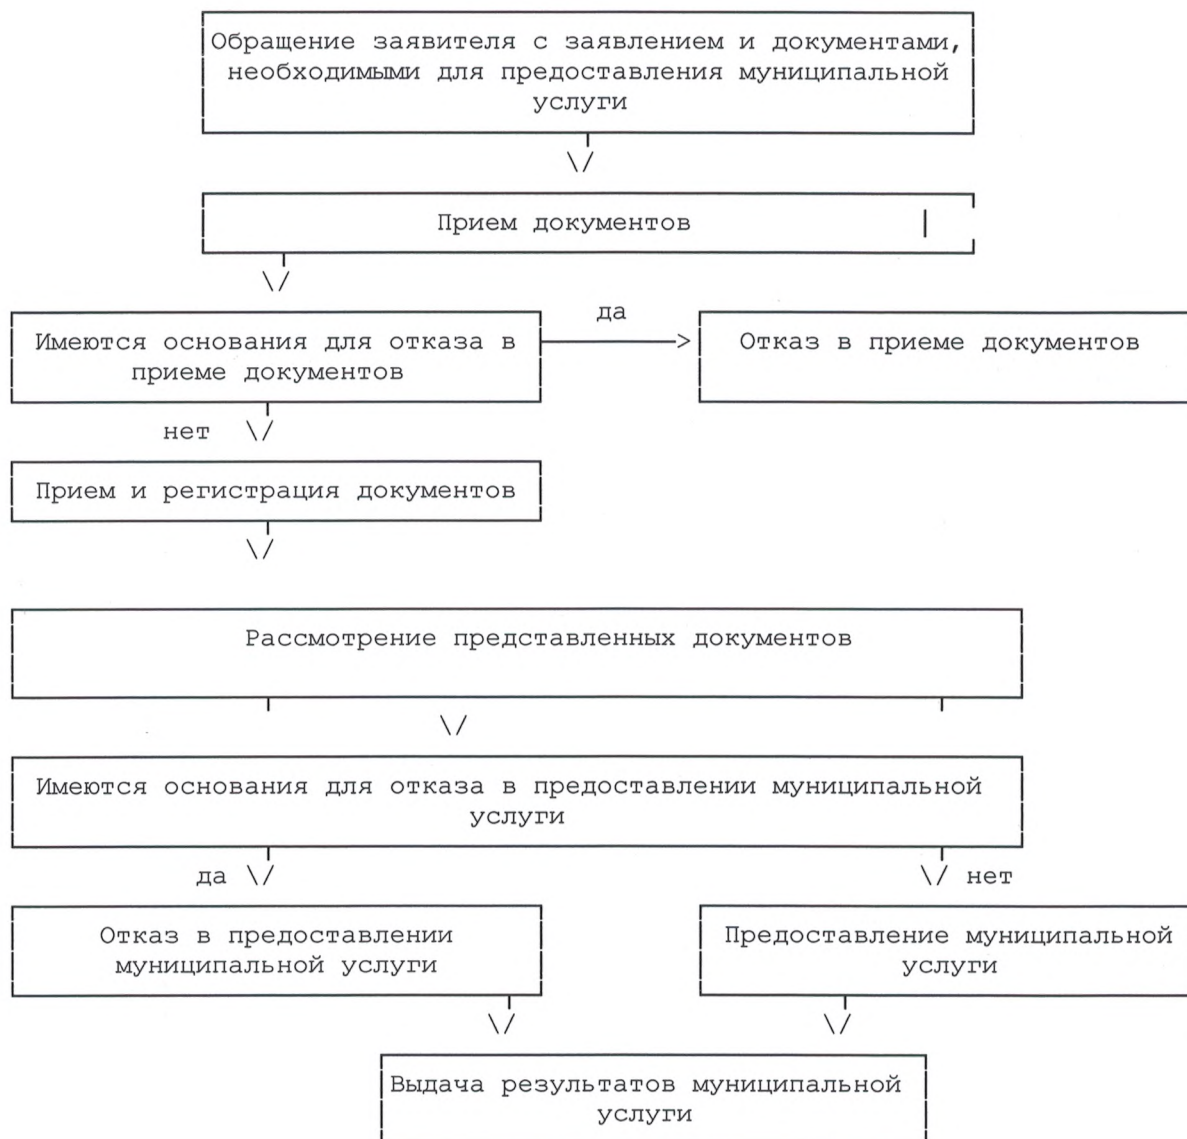 Обращение заявителя с заявлением и документами,
необходимыми для предоставления муниципальной
услуги
\/
Прием документов |
\/
да
Имеются основания для отказа в
приеме документов
>
Отказ в приеме документов
нет \/
Прием и регистрация документов
\/
Рассмотрение представленных документов
\/
Имеются основания для отказа в предоставлении муниципальной
услуги
да \/
\/ нет
Отказ в предоставлении
муниципальной услуги
Предоставление муниципальной
услуги
\/ \/
Выдача результатов муниципальной
услуги